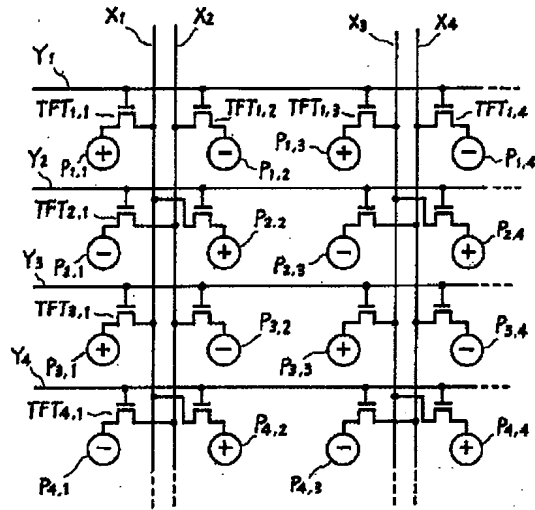 X1 X2 X3 X4
Y1
TFT1,1 TFT1,2 TFT1,3 TFT1,4
+ − + −
P1,1 P1,2 P1,3 P1,4
Y2
TFT2,1
P2,2 P2,4
− + − +
P2,1 P2,3
Y3
TFT3,1
P3,2 P3,4
+ − + −
P3,1 P3,3
Y4
TFT4,1
P4,2 P4,4
− + − +
P4,1 P4,3